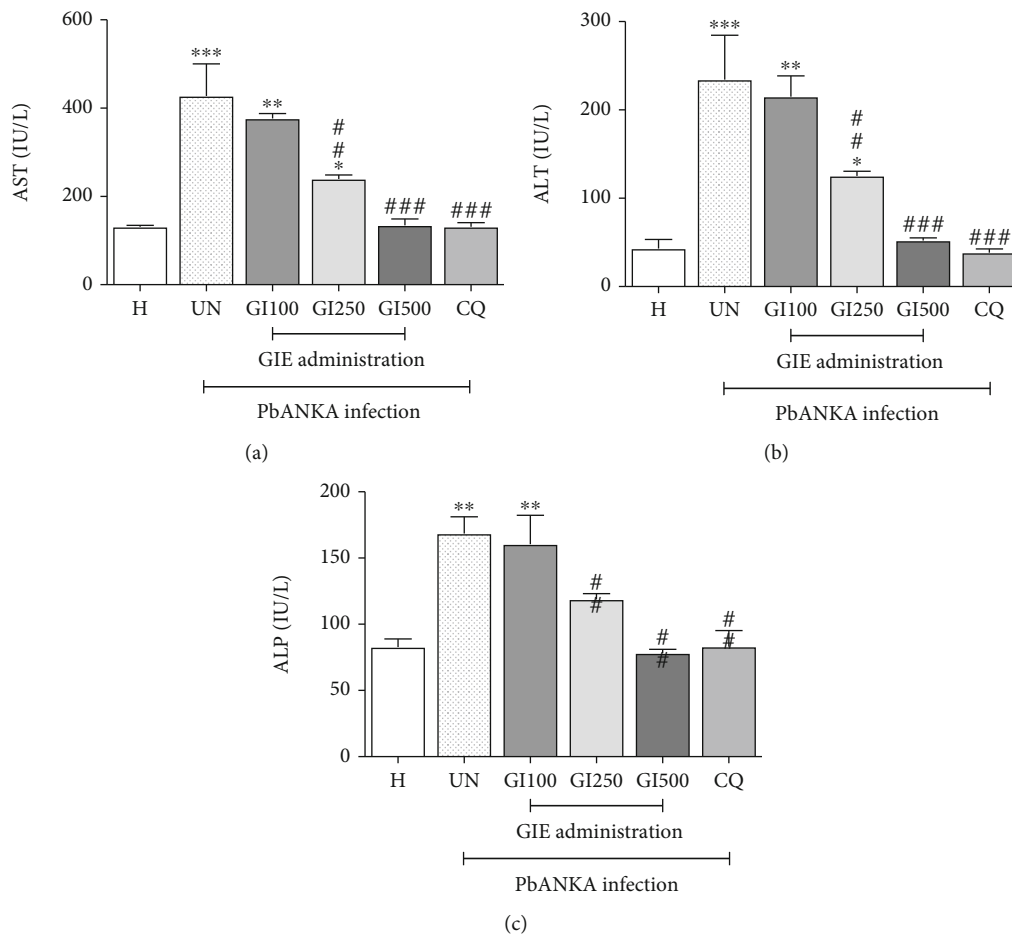 600
400
200
0
AST (IU/L)
***
**
#
#
*
###
###
H UN GI100 GI250 GI500 CQ
GIE administration
PbANKA infection
(a)
300
200
100
0
ALT (IU/L)
***
**
#
#
*
###
###
H UN GI100 GI250 GI500 CQ
GIE administration
PbANKA infection
(b)
200
150
100
50
0
ALP (IU/L)
**
**
#
#
#
#
#
#
H UN GI100 GI250 GI500 CQ
GIE administration
PbANKA infection
(c)